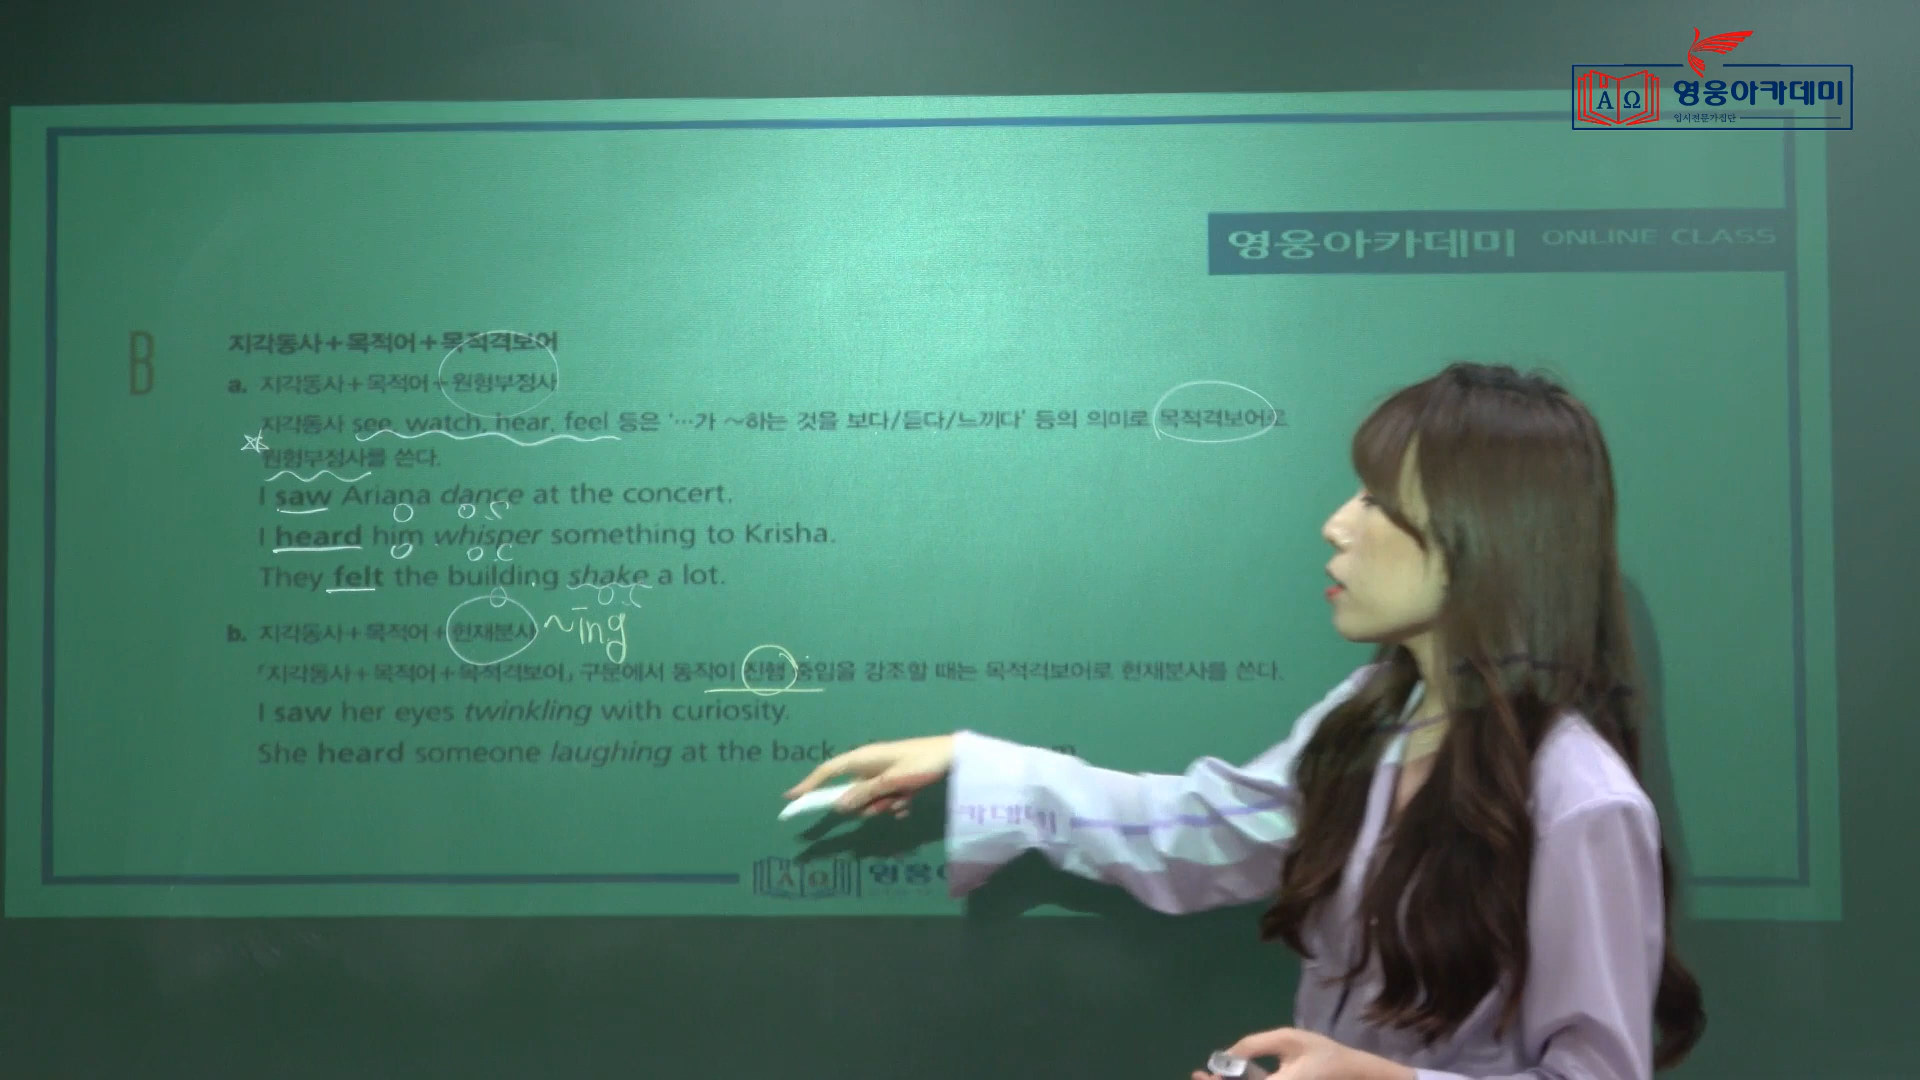 영웅아카데미
입시전문가집단
영웅아카데미 ONLINE CLASS
B
지각동사+목적어+목적격보어
a. 지각동사+목적어+원형부정사
지각동사 see, watch, hear, feel 등은 '…가 ~하는 것을 보다/듣다/느끼다' 등의 의미로 목적격보어로
원형부정사를 쓴다.
I saw Ariana dance at the concert.
O O.C
I heard him whisper something to Krisha.
O O.C
They felt the building shake a lot.
O O.C
b. 지각동사+목적어+현재분사 ~ing
「지각동사+목적어+목적격보어」 구문에서 동작이 진행 중임을 강조할 때는 목적격보어로 현재분사를 쓴다.
I saw her eyes twinkling with curiosity.
She heard someone laughing at the back
카데미
A Ω 영웅